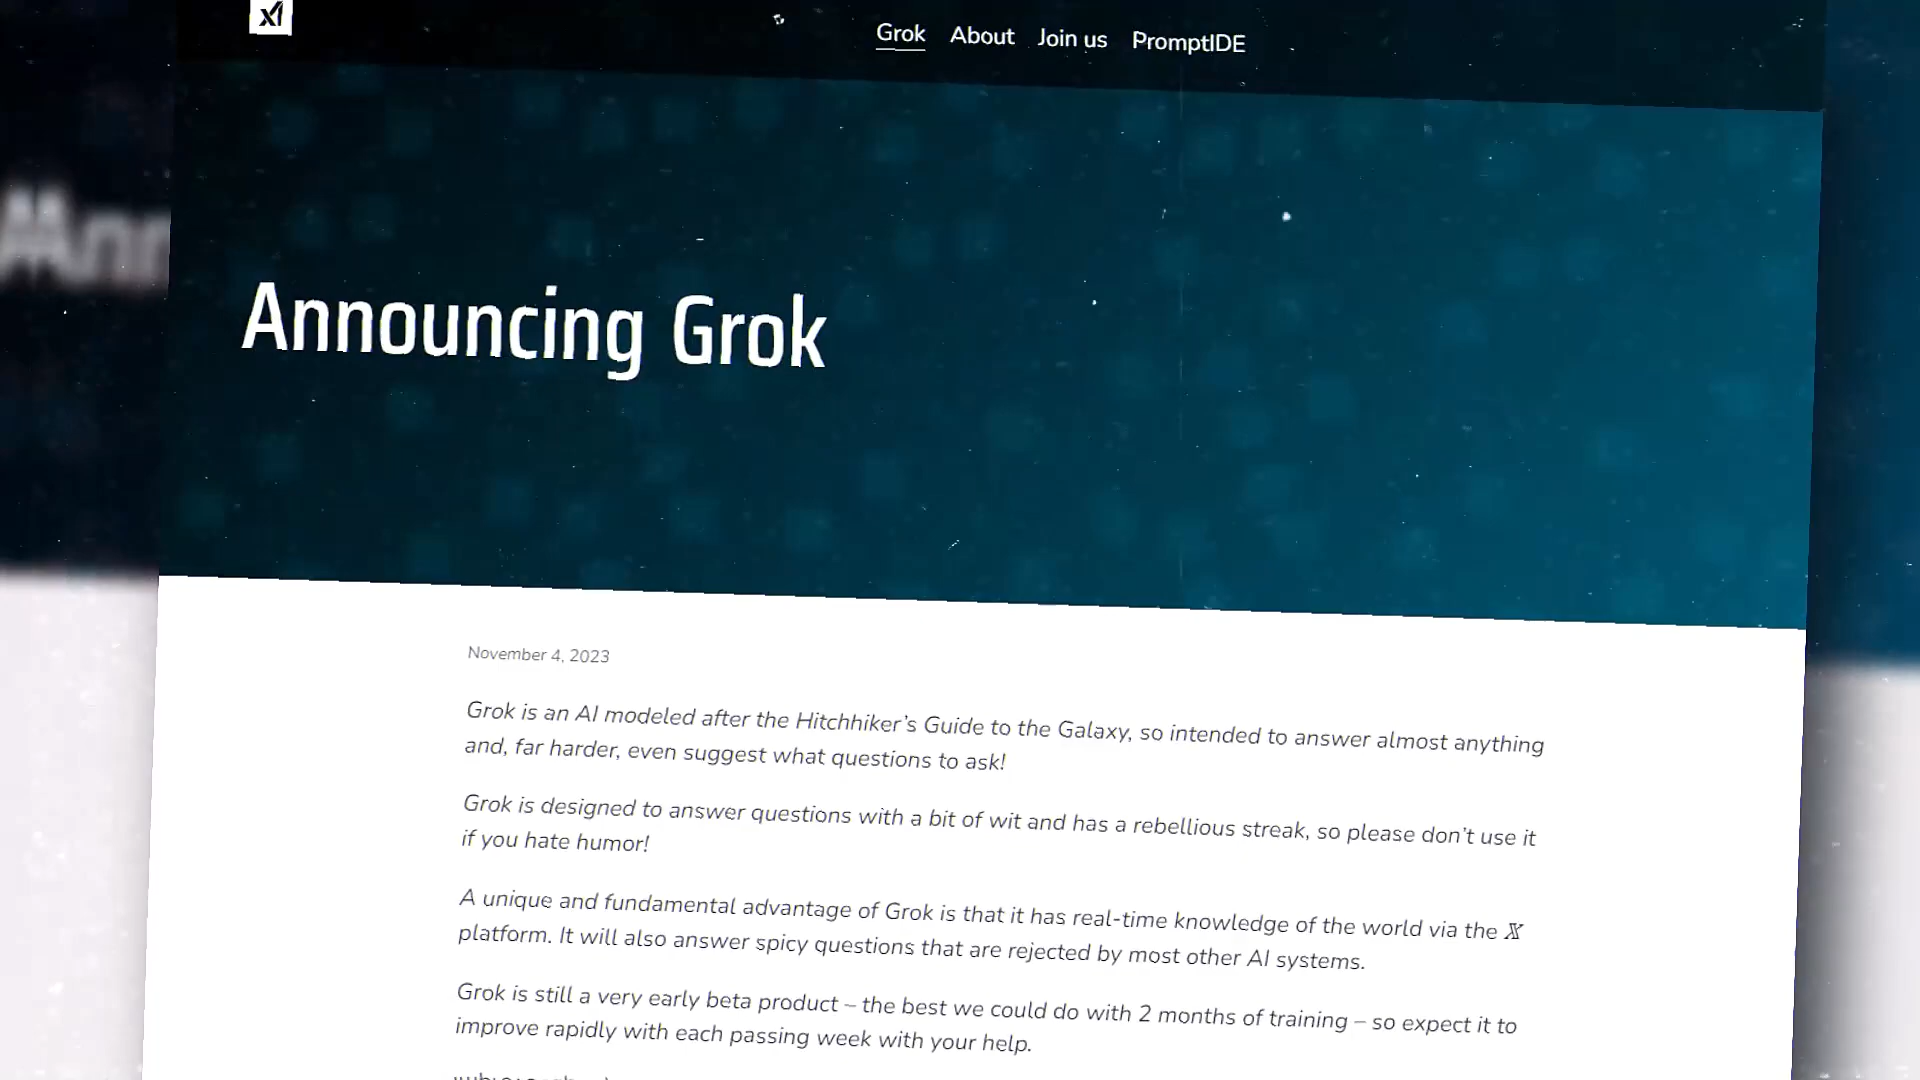 xI
Grok About Join us PromptIDE
Ann
Announcing Grok
November 4, 2023
Grok is an AI modeled after the Hitchhiker's Guide to the Galaxy, so intended to answer almost anything
and, far harder, even suggest what questions to ask!
Grok is designed to answer questions with a bit of wit and has a rebellious streak, so please don't use it
if you hate humor!
A unique and fundamental advantage of Grok is that it has real-time knowledge of the world via the 𝕏
platform. It will also answer spicy questions that are rejected by most other AI systems.
Grok is still a very early beta product – the best we could do with 2 months of training – so expect it to
improve rapidly with each passing week with your help.